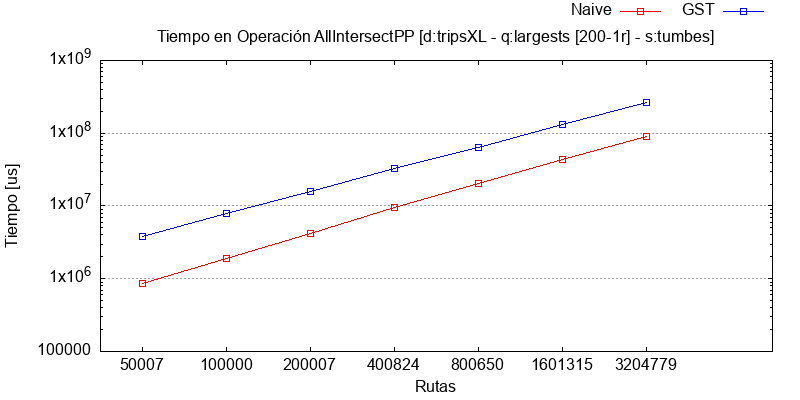 Naive GST
Tiempo en Operación AllIntersectPP [d:tripsXL - q:largests [200-1r] - s:tumbes]
1x10⁹
1x10⁸
1x10⁷
1x10⁶
100000
Tiempo [us]
50007 100000 200007 400824 800650 1601315 3204779
Rutas